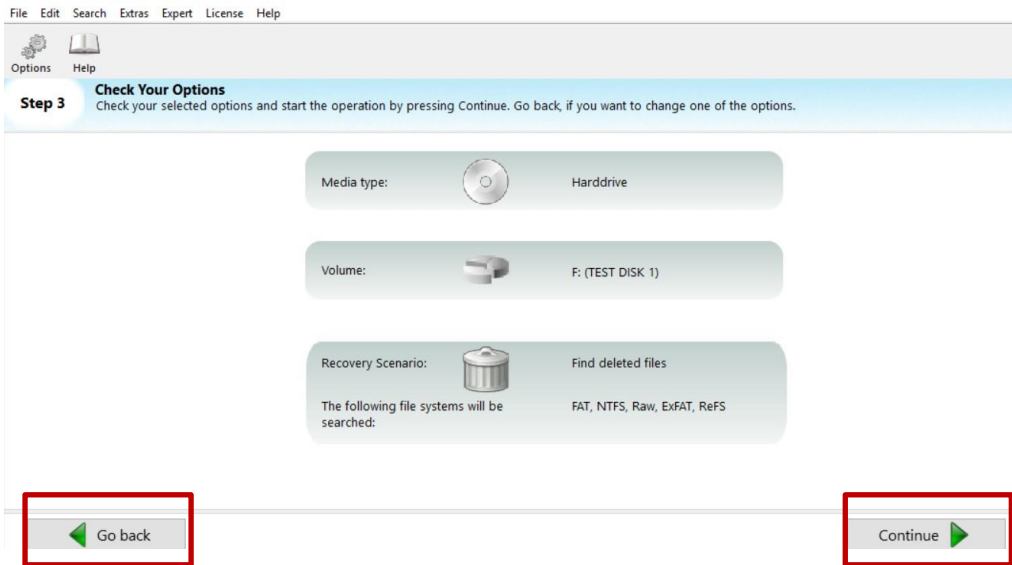 File Edit Search Extras Expert License Help
Options Help
Step 3
Check Your Options
Check your selected options and start the operation by pressing Continue. Go back, if you want to change one of the options.
Media type: Harddrive
Volume: F: (TEST DISK 1)
Recovery Scenario: Find deleted files
The following file systems will be FAT, NTFS, Raw, ExFAT, ReFS
searched:
Go back Continue